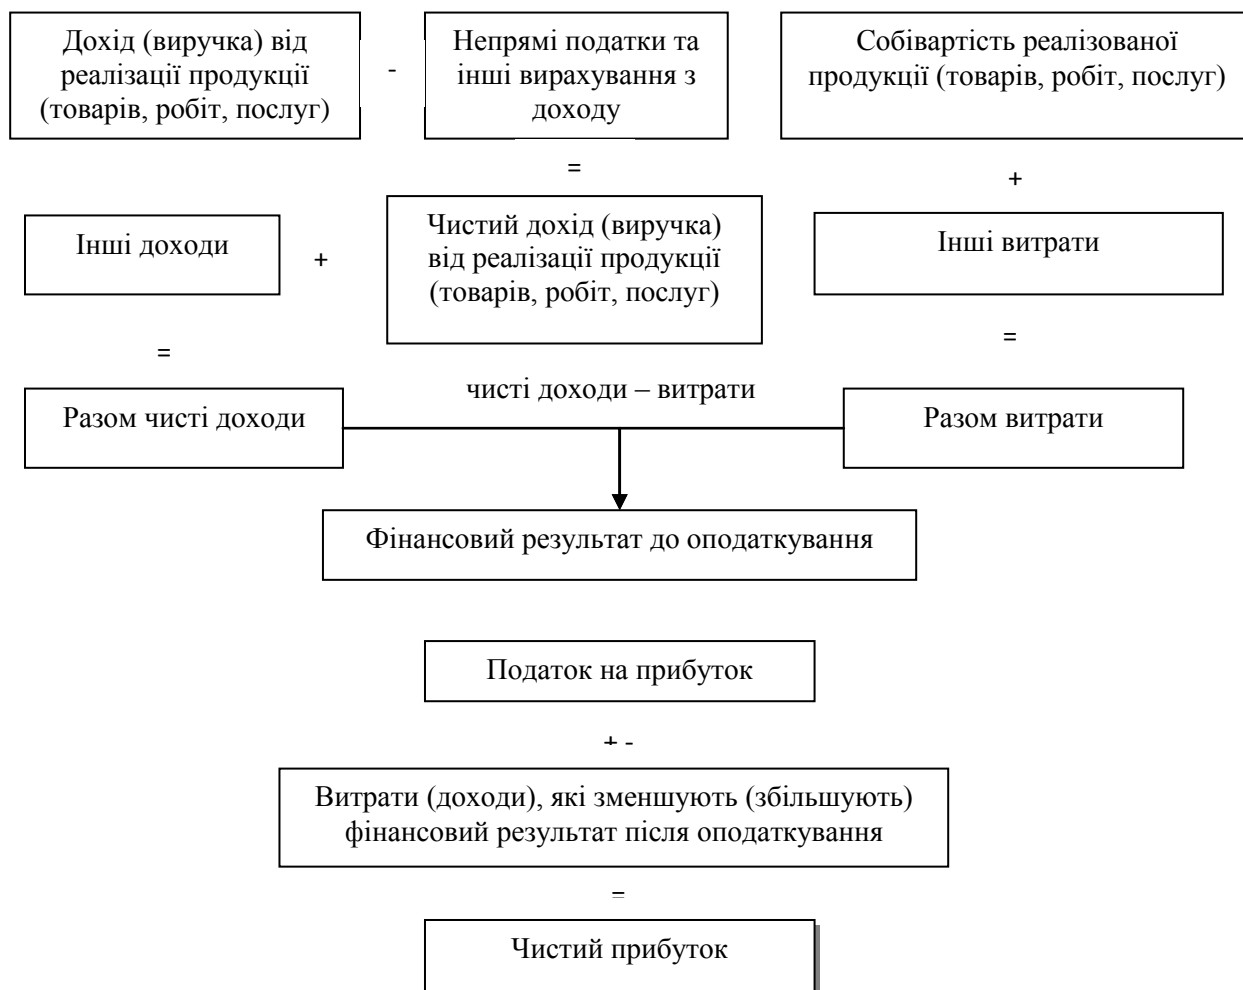 Дохід (виручка) від
реалізації продукції
(товарів, робіт, послуг)
-
Непрямі податки та
інші вирахування з
доходу
Собівартість реалізованої
продукції (товарів, робіт, послуг)
=
+
Інші доходи
+
Чистий дохід (виручка)
від реалізації продукції
(товарів, робіт, послуг)
Інші витрати
=
=
чисті доходи – витрати
Разом чисті доходи
Разом витрати
Фінансовий результат до оподаткування
Податок на прибуток
+ -
Витрати (доходи), які зменшують (збільшують)
фінансовий результат після оподаткування
=
Чистий прибуток